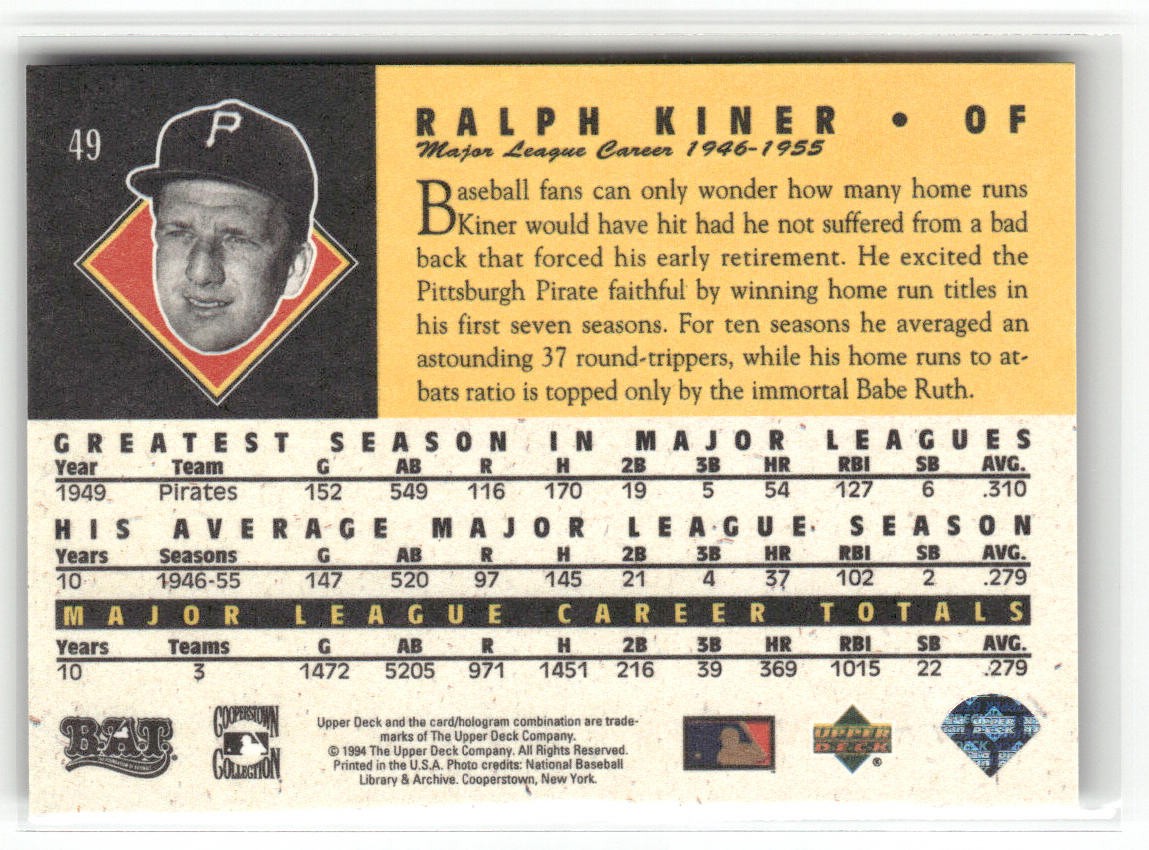 49
P
RALPH KINER • OF
Major League Career 1946-1955
Baseball fans can only wonder how many home runs
Kiner would have hit had he not suffered from a bad
back that forced his early retirement. He excited the
Pittsburgh Pirate faithful by winning home run titles in
his first seven seasons. For ten seasons he averaged an
astounding 37 round-trippers, while his home runs to at-
bats ratio is topped only by the immortal Babe Ruth.
GREATEST SEASON IN MAJOR LEAGUES
Year Team G AB R H 2B 3B HR RBI SB AVG.
1949 Pirates 152 549 116 170 19 5 54 127 6 .310
HIS AVERAGE MAJOR LEAGUE SEASON
Years Seasons G AB R H 2B 3B HR RBI SB AVG.
10 1946-55 147 520 97 145 21 4 37 102 2 .279
MAJOR LEAGUE CAREER TOTALS
Years Teams G AB R H 2B 3B HR RBI SB AVG.
10 3 1472 5205 971 1451 216 39 369 1015 22 .279
BAT
COOPERSTOWN
COLLECTION
Upper Deck and the card/hologram combination are trade-
marks of The Upper Deck Company.
© 1994 The Upper Deck Company. All Rights Reserved.
Printed in the U.S.A. Photo credits: National Baseball
Library & Archive. Cooperstown, New York.
UPPER
DECK
®
UPPER